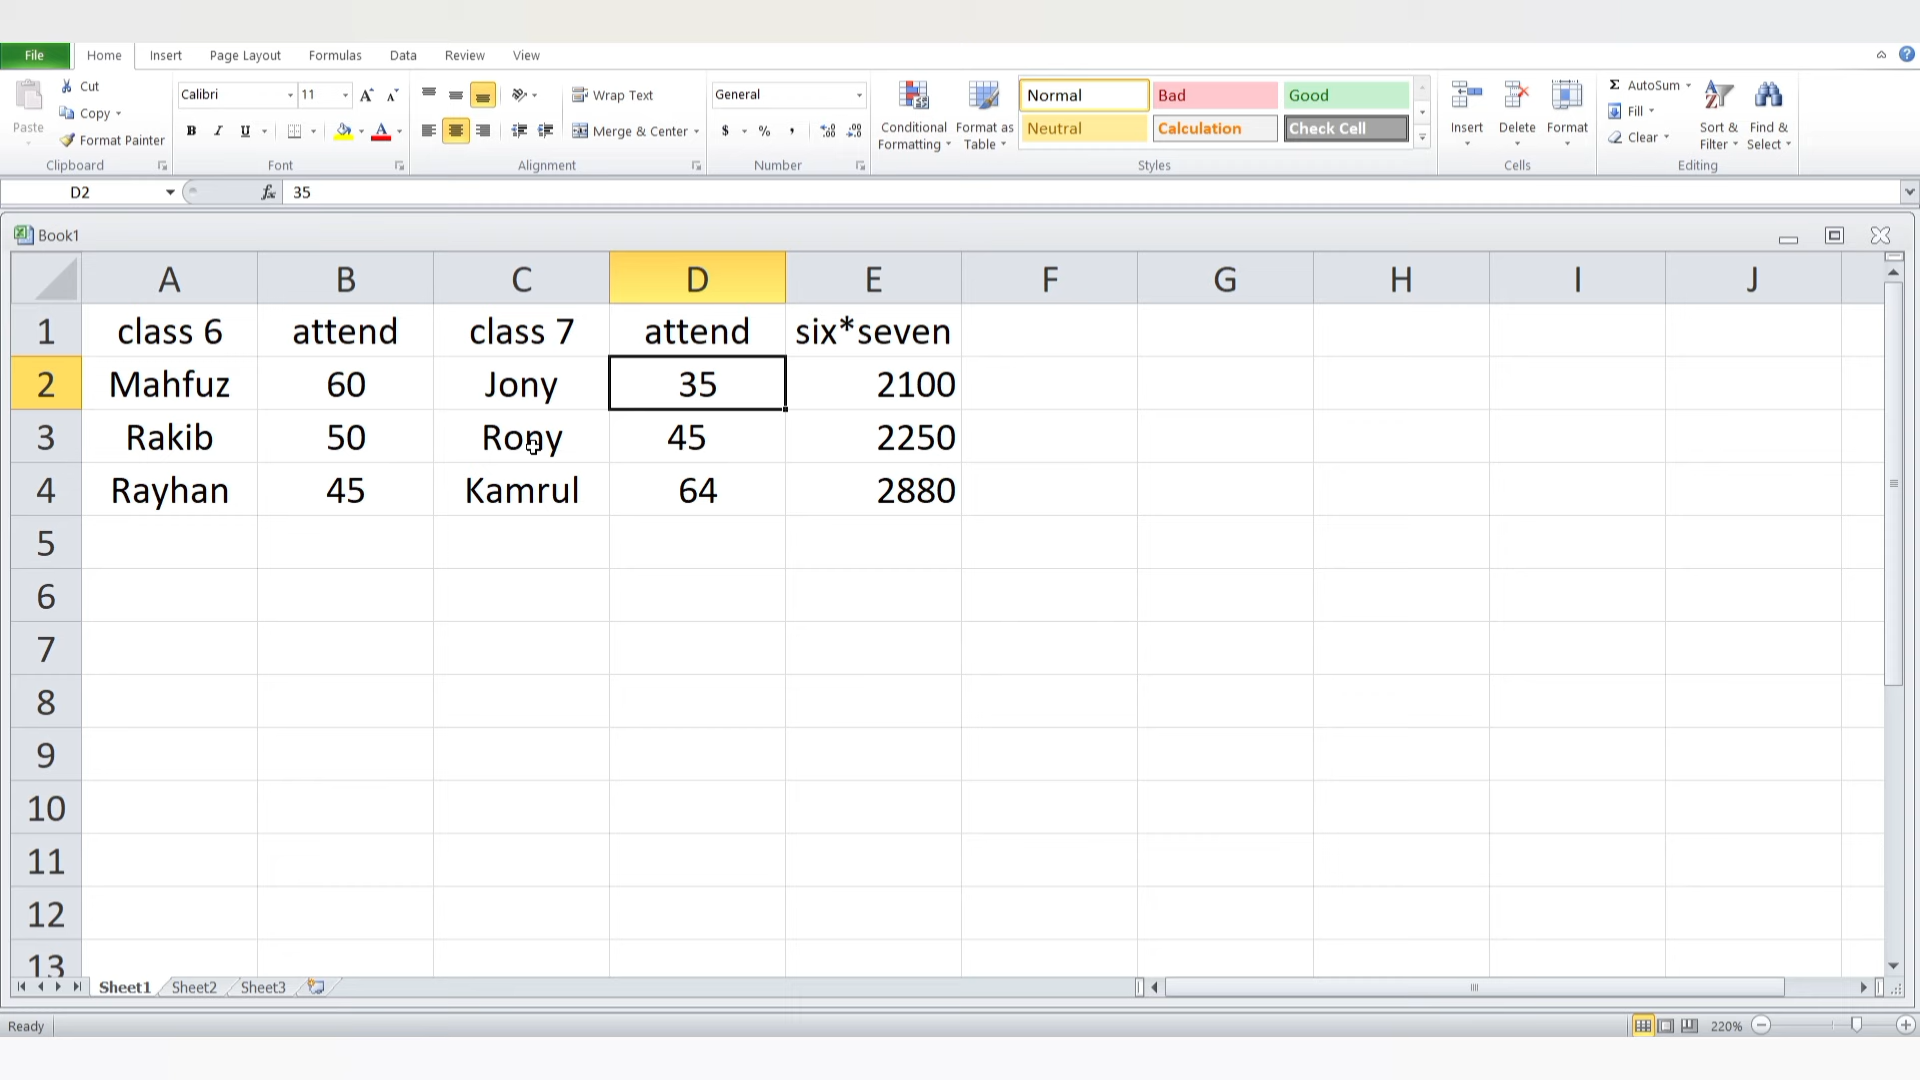 File Home Insert Page Layout Formulas Data Review View
Paste Cut Copy Format Painter Clipboard
Calibri 11 B I U Font
Wrap Text Merge & Center Alignment
General $ % , Number
Conditional Formatting Format as Table
Normal Bad Good
Neutral Calculation Check Cell
Styles
Insert Delete Format Cells
Σ AutoSum Fill Clear Sort & Filter Find & Select Editing
D2 fx 35
Book1
A B C D E F G H I J
1 class 6 attend class 7 attend six*seven
2 Mahfuz 60 Jony 35 2100
3 Rakib 50 Rony 45 2250
4 Rayhan 45 Kamrul 64 2880
5
6
7
8
9
10
11
12
13
Sheet1 Sheet2 Sheet3
Ready 220%